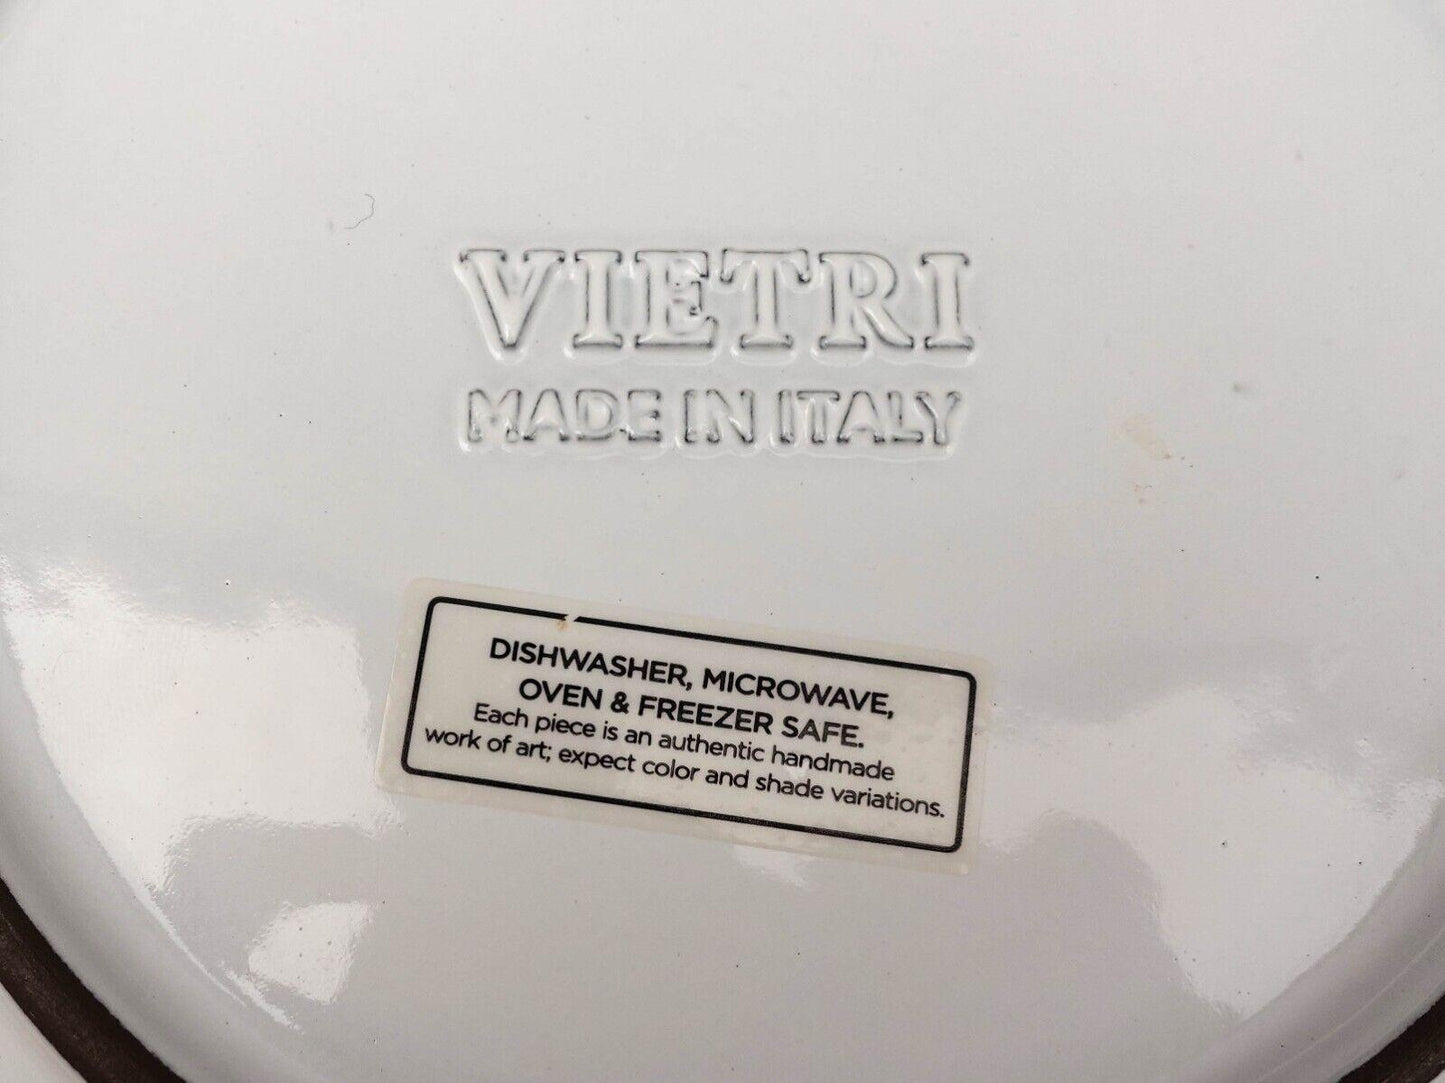 VIETRI
MADE IN ITALY
DISHWASHER, MICROWAVE,
OVEN & FREEZER SAFE.
Each piece is an authentic handmade
work of art; expect color and shade variations.